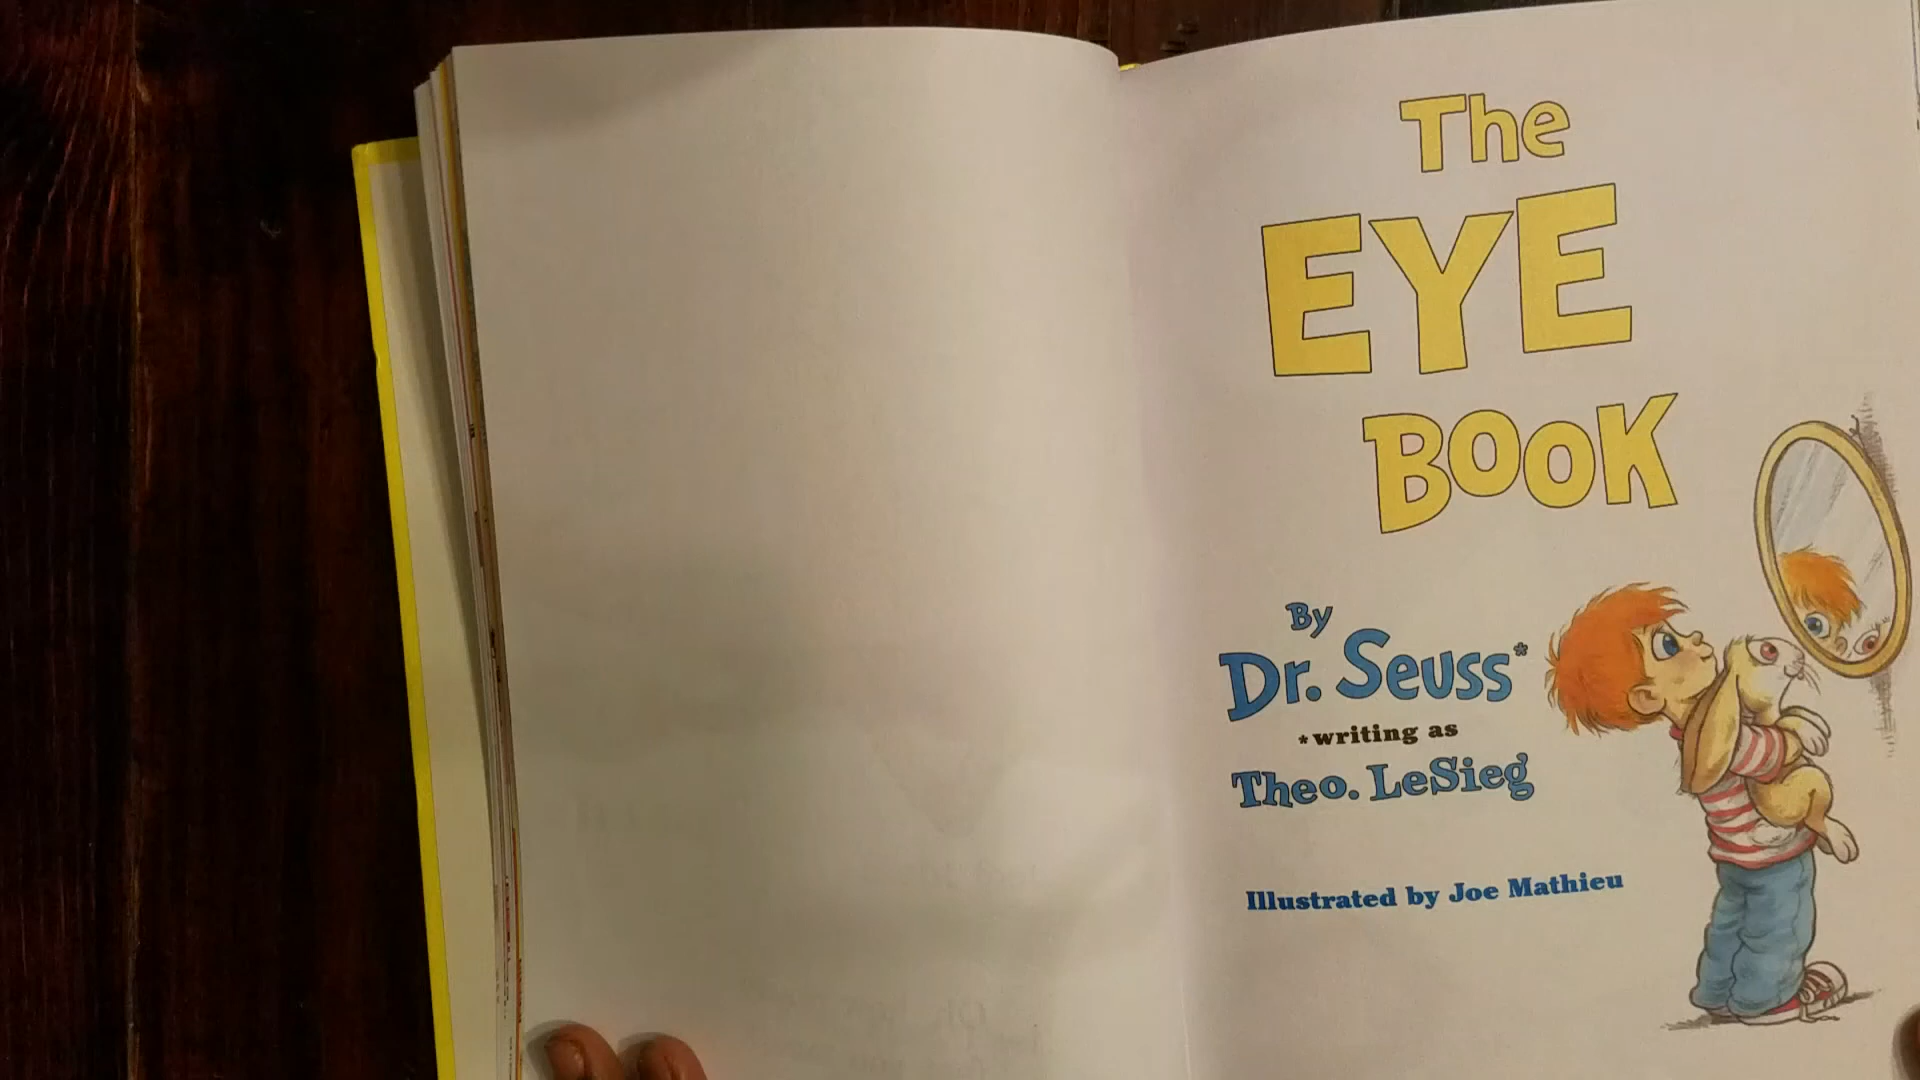 The
EYE
BOOK
By
Dr. Seuss*
*writing as
Theo. LeSieg
Illustrated by Joe Mathieu